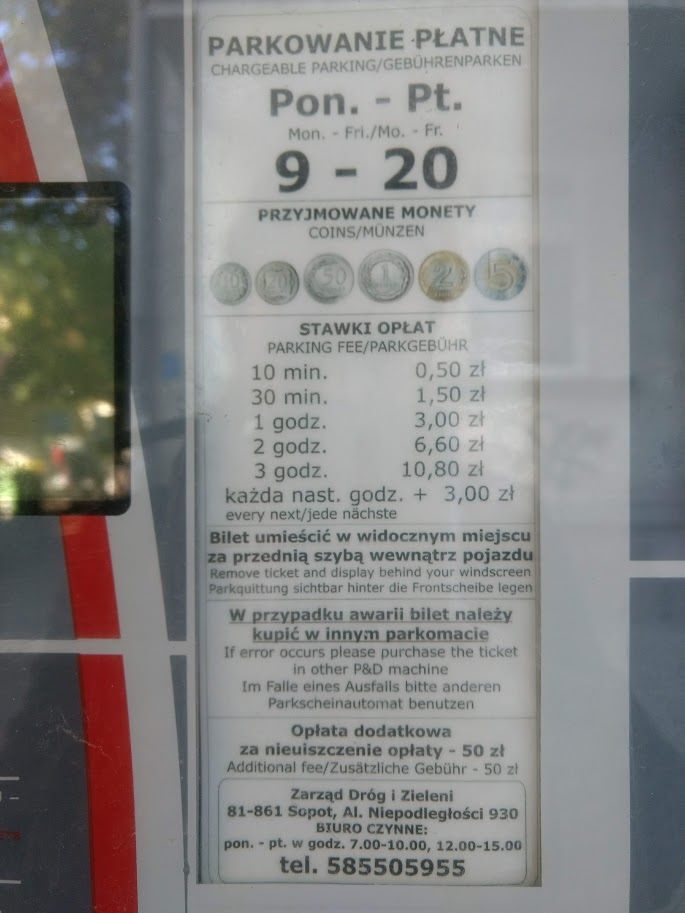 PARKOWANIE PŁATNE
CHARGEABLE PARKING/GEBÜHRENPARKEN
Pon. - Pt.
Mon. - Fri./Mo. - Fr.
9 - 20
PRZYJMOWANE MONETY
COINS/MÜNZEN
10 20 50 1 2 5
STAWKI OPŁAT
PARKING FEE/PARKGEBÜHR
10 min. 0,50 zł
30 min. 1,50 zł
1 godz. 3,00 zł
2 godz. 6,60 zł
3 godz. 10,80 zł
każda nast. godz. + 3,00 zł
every next/jede nächste
Bilet umieścić w widocznym miejscu
za przednią szybą wewnątrz pojazdu
Remove ticket and display behind your windscreen
Parkquittung sichtbar hinter die Frontscheibe legen
W przypadku awarii bilet należy
kupić w innym parkomacie
If error occurs please purchase the ticket
in other P&D machine
Im Falle eines Ausfalls bitte anderen
Parkscheinautomat benutzen
Opłata dodatkowa
za nieuiszczenie opłaty - 50 zł
Additional fee/Zusätzliche Gebühr - 50 zł
Zarząd Dróg i Zieleni
81-861 Sopot, Al. Niepodległości 930
BIURO CZYNNE:
pon. - pt. w godz. 7.00-10.00, 12.00-15.00
tel. 585505955